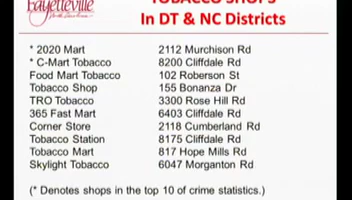 Fayetteville
TOBACCO SHOPS
In DT & NC Districts
* 2020 Mart 2112 Murchison Rd
* C-Mart Tobacco 8200 Cliffdale Rd
Food Mart Tobacco 102 Roberson St
Tobacco Shop 155 Bonanza Dr
TRO Tobacco 3300 Rose Hill Rd
365 Fast Mart 6403 Cliffdale Rd
Corner Store 2118 Cumberland Rd
Tobacco Station 8175 Cliffdale Rd
Tobacco Mart 817 Hope Mills Rd
Skylight Tobacco 6047 Morganton Rd
(* Denotes shops in the top 10 of crime statistics.)